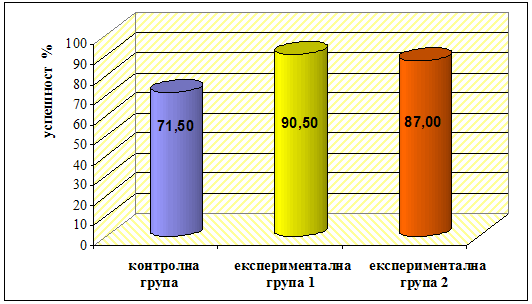 успешност %
100
90
80
70
60
50
40
30
20
10
0
71,50
90,50
87,00
контролна
група
експериментална
група 1
експериментална
група 2